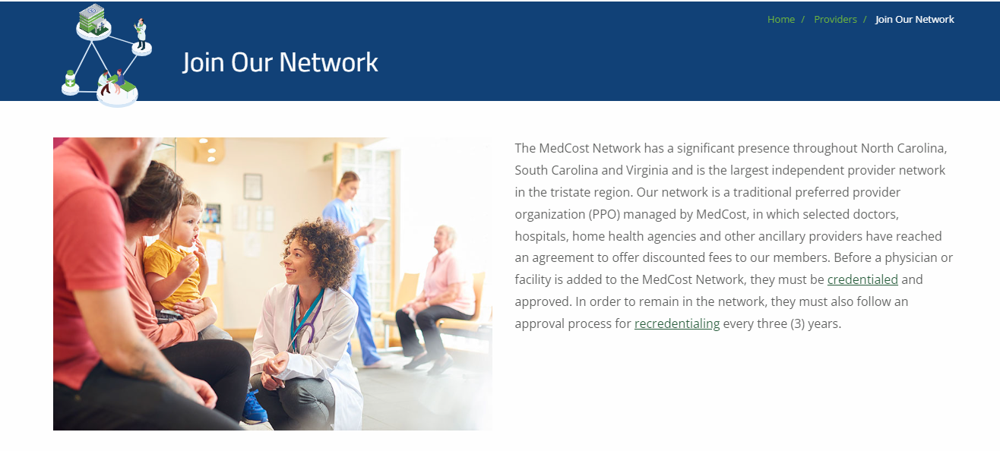 Home / Providers / Join Our Network
Join Our Network
The MedCost Network has a significant presence throughout North Carolina,
South Carolina and Virginia and is the largest independent provider network
in the tristate region. Our network is a traditional preferred provider
organization (PPO) managed by MedCost, in which selected doctors,
hospitals, home health agencies and other ancillary providers have reached
an agreement to offer discounted fees to our members. Before a physician or
facility is added to the MedCost Network, they must be credentialed and
approved. In order to remain in the network, they must also follow an
approval process for recredentialing every three (3) years.